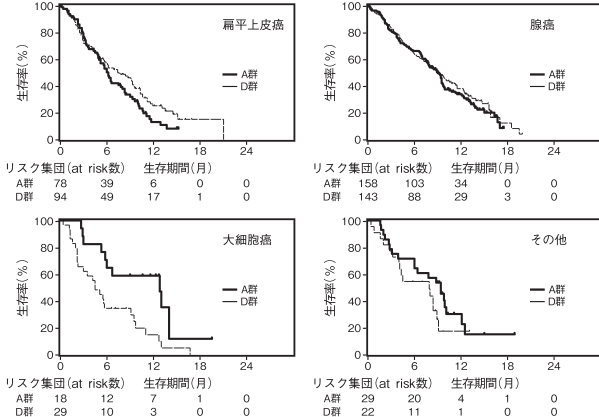 扁平上皮癌
生存率(%)
100
80
60
40
20
0
A群
D群
0 6 12 18 24
リスク集団(at risk数) 生存期間(月)
A群 78 39 6 0 0
D群 94 49 17 1 0
腺癌
生存率(%)
100
80
60
40
20
0
A群
D群
0 6 12 18 24
リスク集団(at risk数) 生存期間(月)
A群 158 103 34 0 0
D群 143 88 29 3 0
大細胞癌
生存率(%)
100
80
60
40
20
0
A群
D群
0 6 12 18 24
リスク集団(at risk数) 生存期間(月)
A群 18 12 7 1 0
D群 29 10 3 0 0
その他
生存率(%)
100
80
60
40
20
0
A群
D群
0 6 12 18 24
リスク集団(at risk数) 生存期間(月)
A群 29 20 4 1 0
D群 22 11 1 0 0